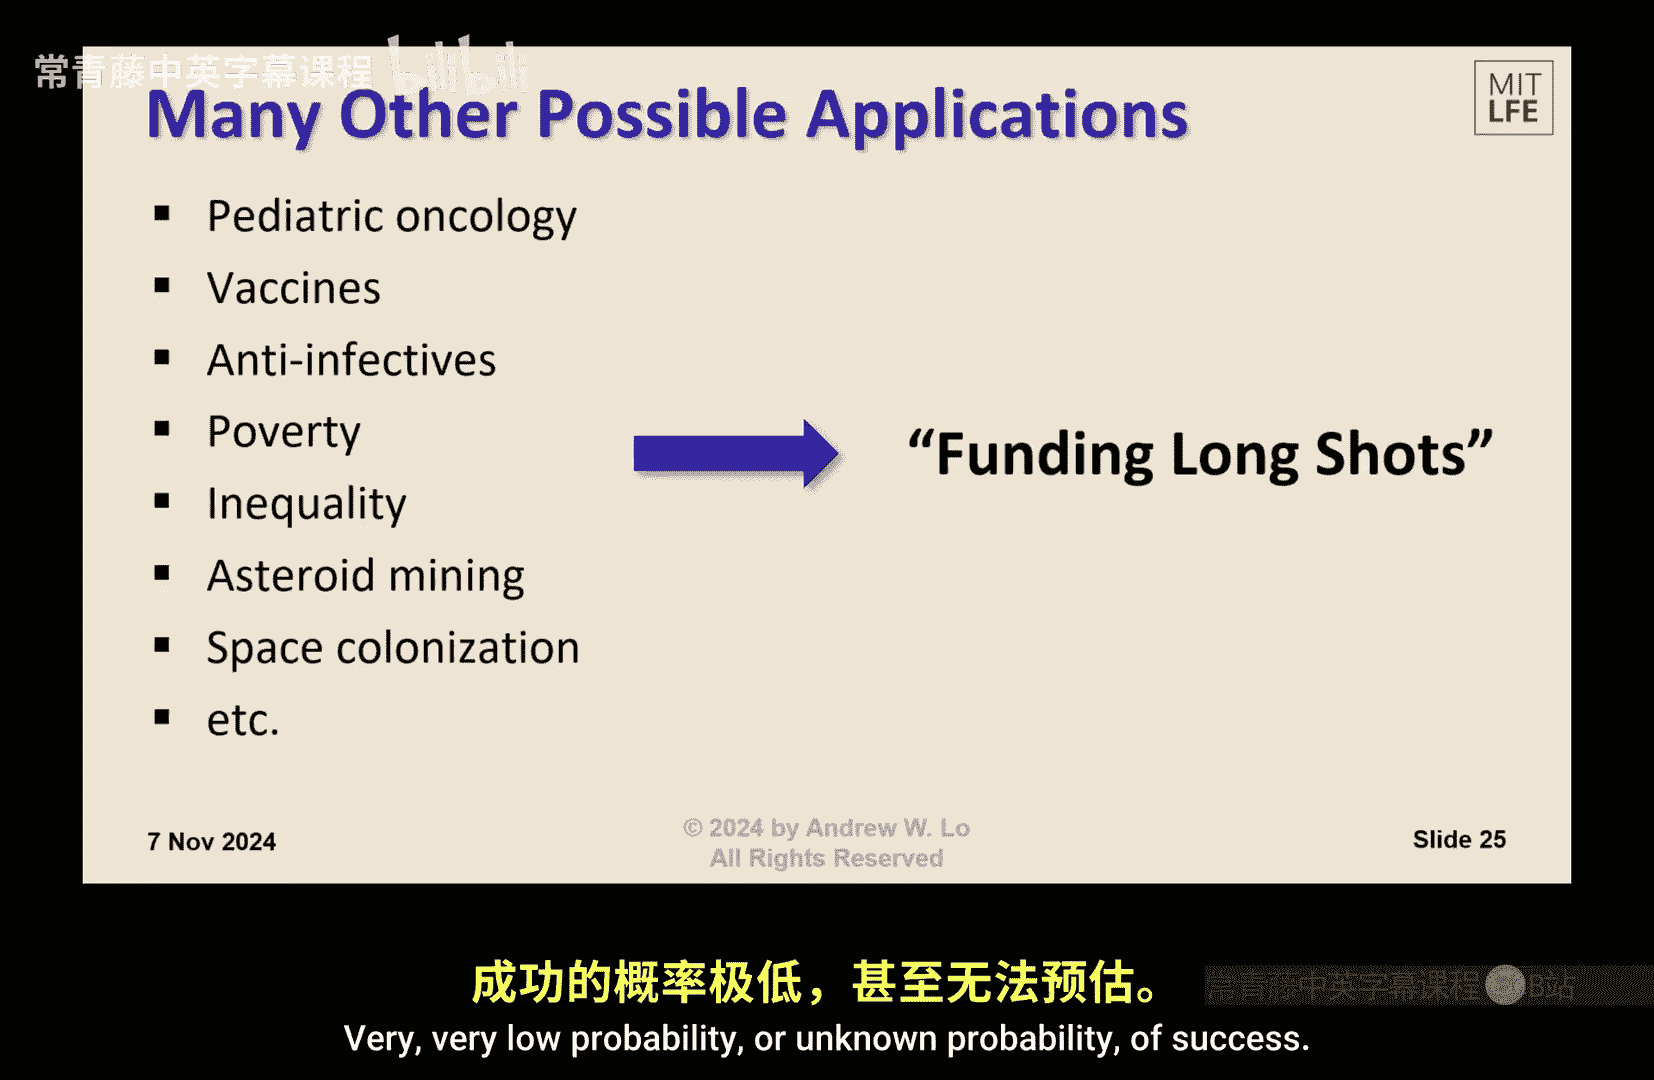 常青藤中英字幕课程 bilibili
Many Other Possible Applications
MIT
LFE
▪ Pediatric oncology
▪ Vaccines
▪ Anti-infectives
▪ Poverty
▪ Inequality
▪ Asteroid mining
▪ Space colonization
▪ etc.
“Funding Long Shots”
7 Nov 2024
© 2024 by Andrew W. Lo
All Rights Reserved
Slide 25
成功的概率极低，甚至无法预估。
常青藤中英字幕课程 B站
Very, very low probability, or unknown probability, of success.